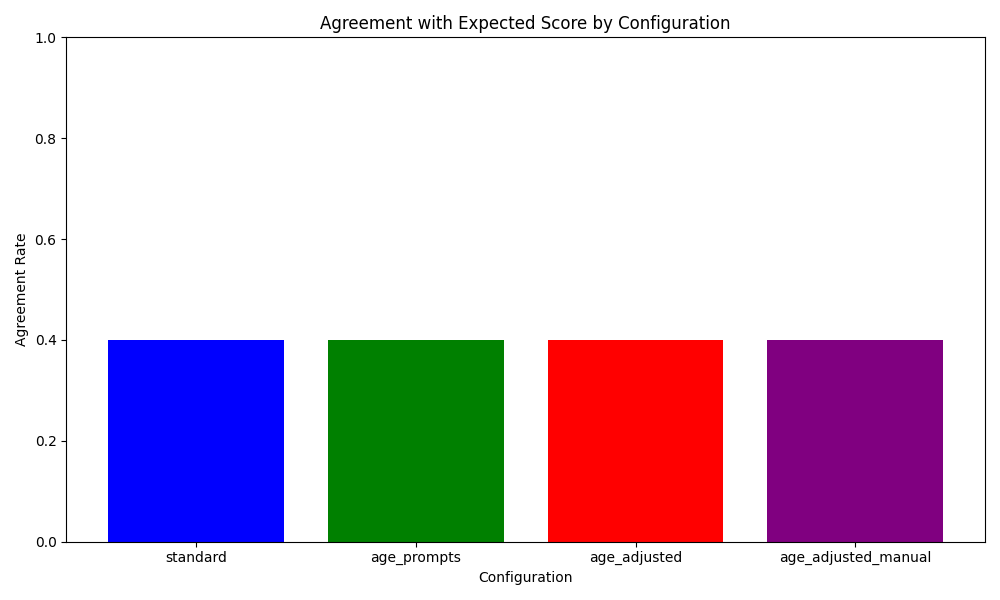 Agreement with Expected Score by Configuration
1.0
0.8
0.6
0.4
0.2
0.0
Agreement Rate
standard age_prompts age_adjusted age_adjusted_manual
Configuration